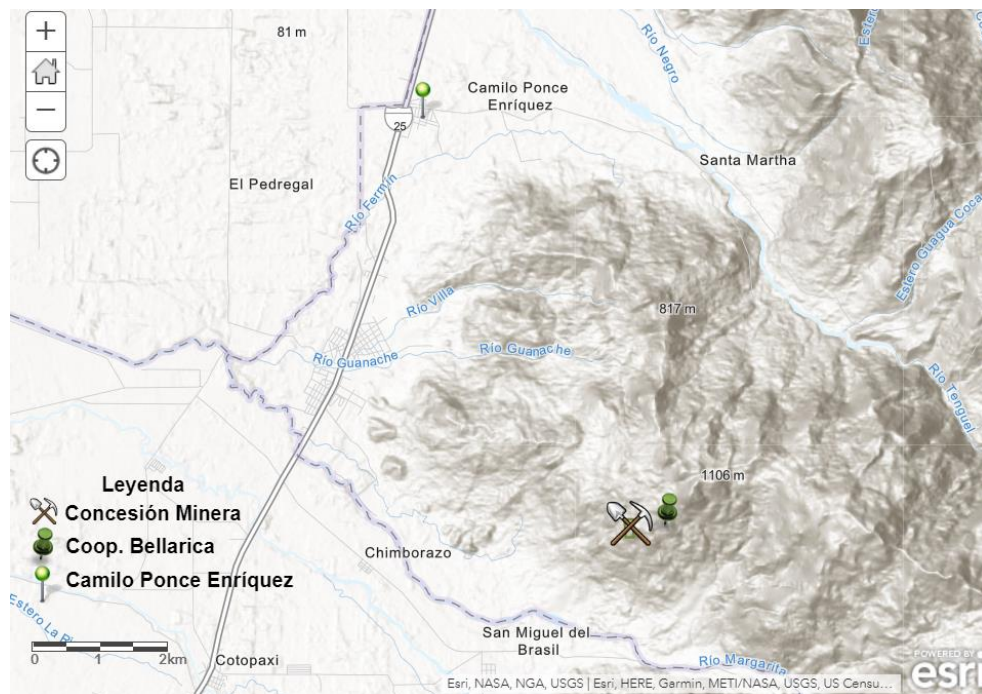 +
−
81 m
Camilo Ponce
Enríquez
25
Río Negro
Santa Martha
El Pedregal
Río Fermín
Estero Guagua Coca
Río Villa
817 m
Río Guanache
Río Guanache
Río Tenguel
1106 m
Leyenda
Concesión Minera
Coop. Bellarica
Camilo Ponce Enríquez
Chimborazo
San Miguel del
Brasil
Río Margarita
Estero La
Cotopaxi
0 1 2km
POWERED BY
esri
Esri, NASA, NGA, USGS | Esri, HERE, Garmin, METI/NASA, USGS, US Censu...
Estero